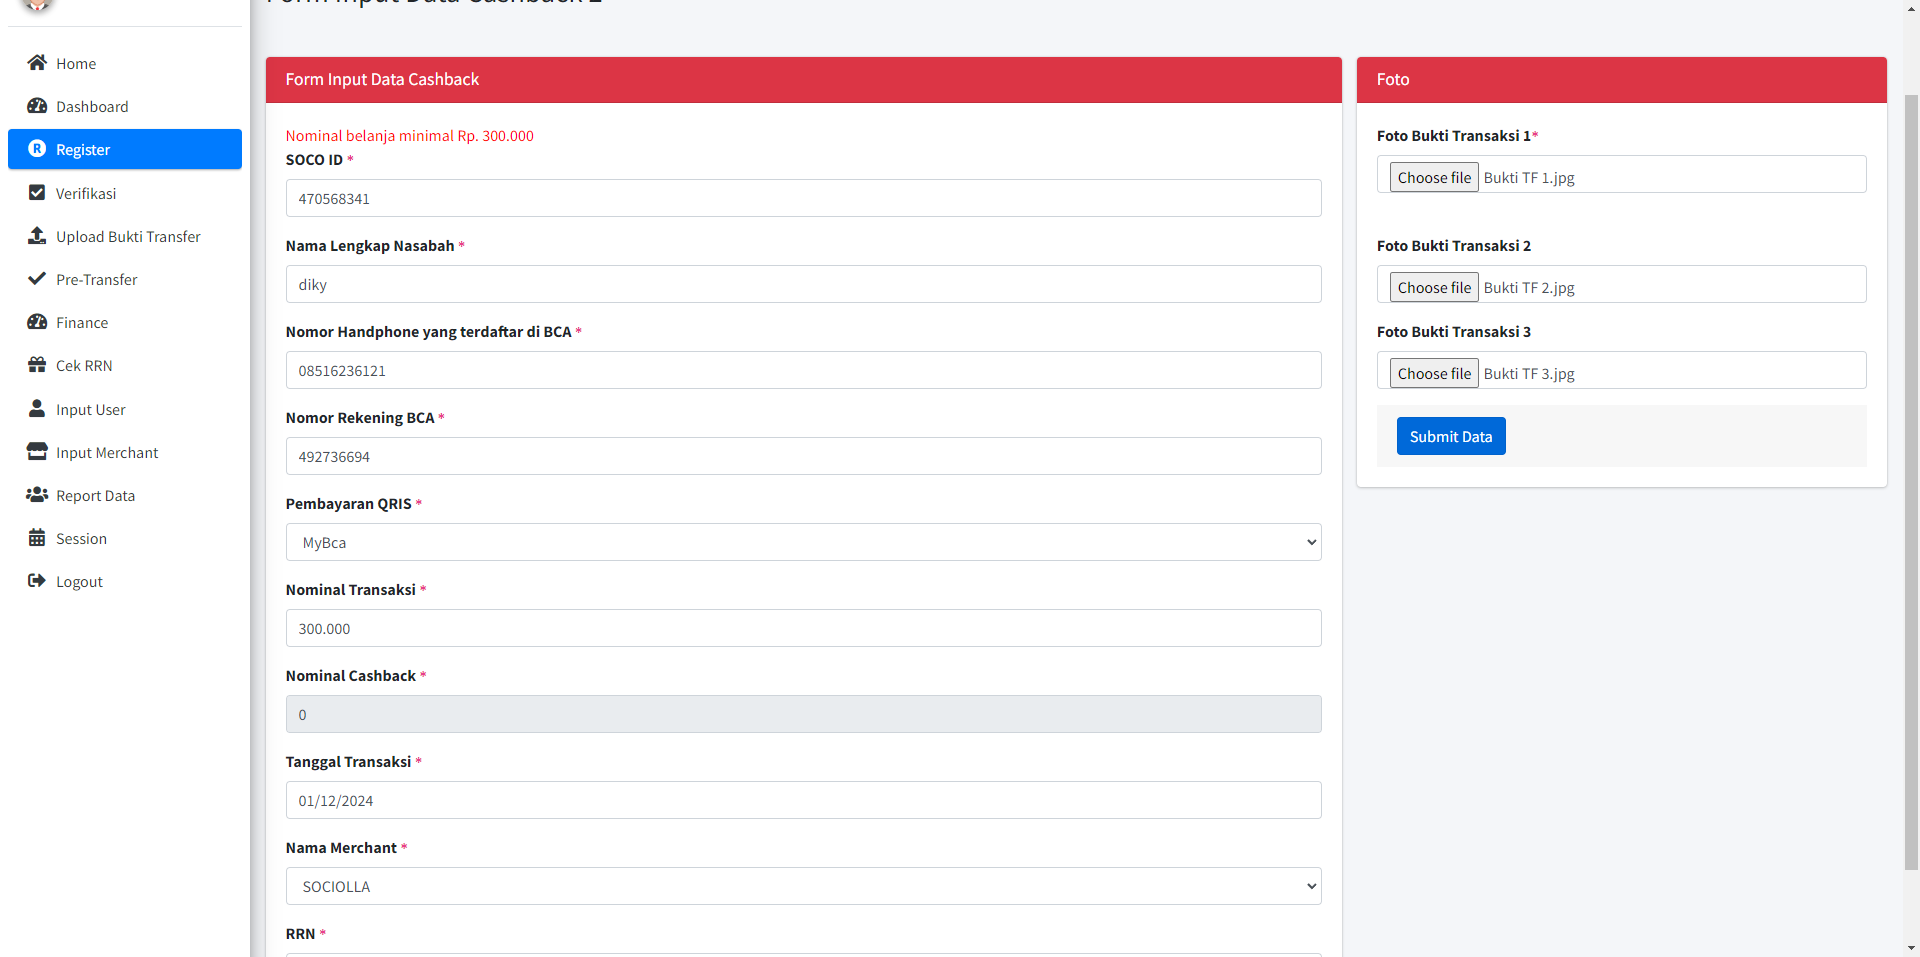 Form Input Data Cashback 2
Home
Dashboard
Register
Verifikasi
Upload Bukti Transfer
Pre-Transfer
Finance
Cek RRN
Input User
Input Merchant
Report Data
Session
Logout
Form Input Data Cashback
Nominal belanja minimal Rp. 300.000
SOCO ID *
470568341
Nama Lengkap Nasabah *
diky
Nomor Handphone yang terdaftar di BCA *
08516236121
Nomor Rekening BCA *
492736694
Pembayaran QRIS *
MyBca
Nominal Transaksi *
300.000
Nominal Cashback *
0
Tanggal Transaksi *
01/12/2024
Nama Merchant *
SOCIOLLA
RRN *
Foto
Foto Bukti Transaksi 1*
Choose file Bukti TF 1.jpg
Foto Bukti Transaksi 2
Choose file Bukti TF 2.jpg
Foto Bukti Transaksi 3
Choose file Bukti TF 3.jpg
Submit Data